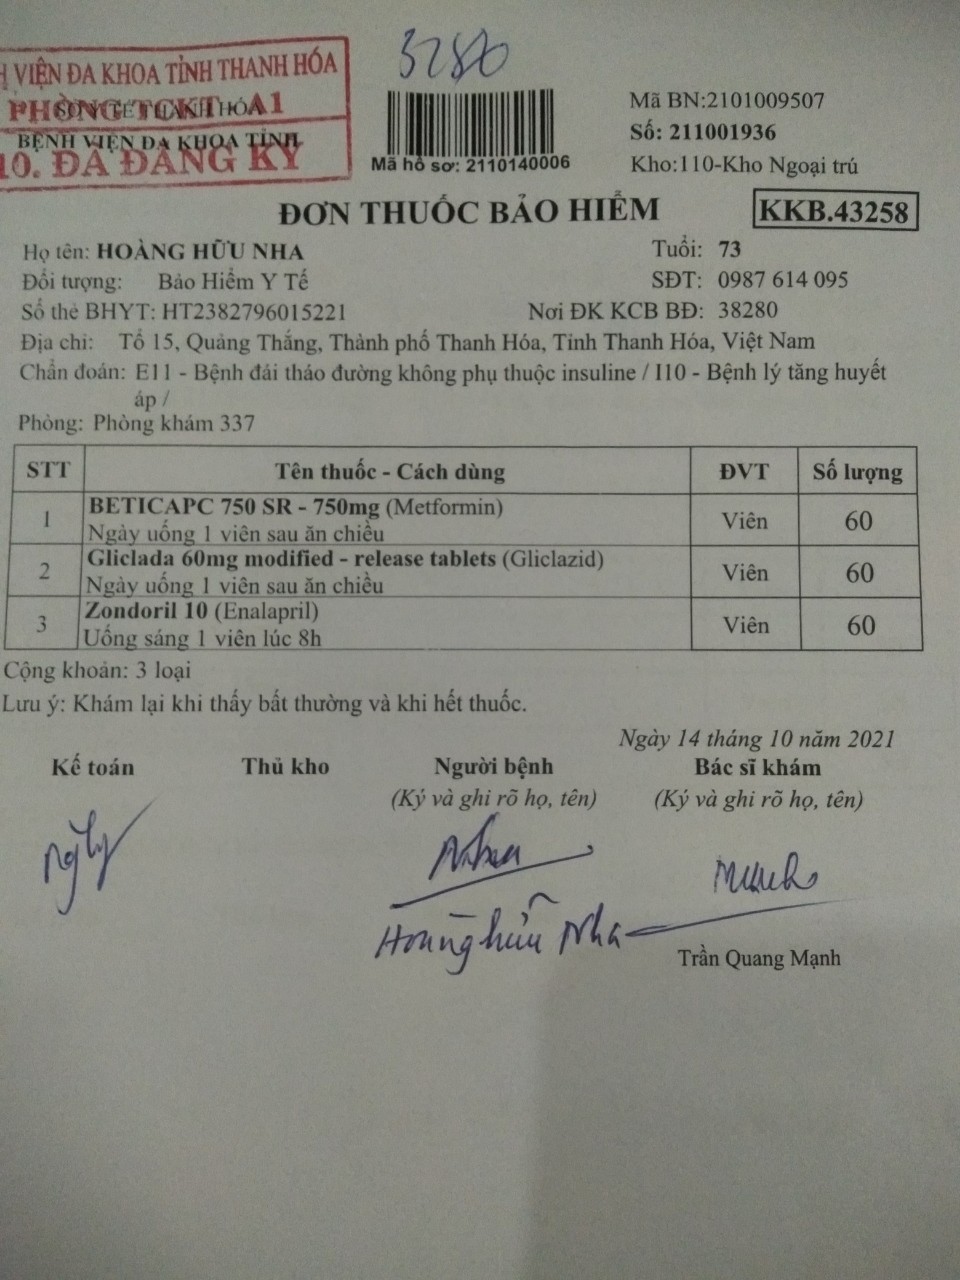 3280
VIỆN ĐA KHOA TỈNH THANH HÓA
PHÒNG TCKT A1
SỞ Y TẾ THANH HÓA
BỆNH VIỆN ĐA KHOA TỈNH
10. ĐÃ ĐĂNG KÝ
Mã hồ sơ: 2110140006
Mã BN:2101009507
Số: 211001936
Kho:110-Kho Ngoại trú
ĐƠN THUỐC BẢO HIỂM
KKB.43258
Họ tên: HOÀNG HỮU NHA
Tuổi: 73
Đối tượng: Bảo Hiểm Y Tế
SĐT: 0987 614 095
Số thẻ BHYT: HT2382796015221
Nơi ĐK KCB BĐ: 38280
Địa chỉ: Tổ 15, Quảng Thắng, Thành phố Thanh Hóa, Tỉnh Thanh Hóa, Việt Nam
Chẩn đoán: E11 - Bệnh đái tháo đường không phụ thuộc insuline / I10 - Bệnh lý tăng huyết
áp /
Phòng: Phòng khám 337
STT Tên thuốc - Cách dùng ĐVT Số lượng
1 BETICAPC 750 SR - 750mg (Metformin) Viên 60
Ngày uống 1 viên sau ăn chiều
2 Gliclada 60mg modified - release tablets (Gliclazid) Viên 60
Ngày uống 1 viên sau ăn chiều
3 Zondoril 10 (Enalapril) Viên 60
Uống sáng 1 viên lúc 8h
Cộng khoản: 3 loại
Lưu ý: Khám lại khi thấy bất thường và khi hết thuốc.
Ngày 14 tháng 10 năm 2021
Kế toán Thủ kho Người bệnh Bác sĩ khám
(Ký và ghi rõ họ, tên) (Ký và ghi rõ họ, tên)
Nha
Hoàng hữu Nha
Trần Quang Mạnh